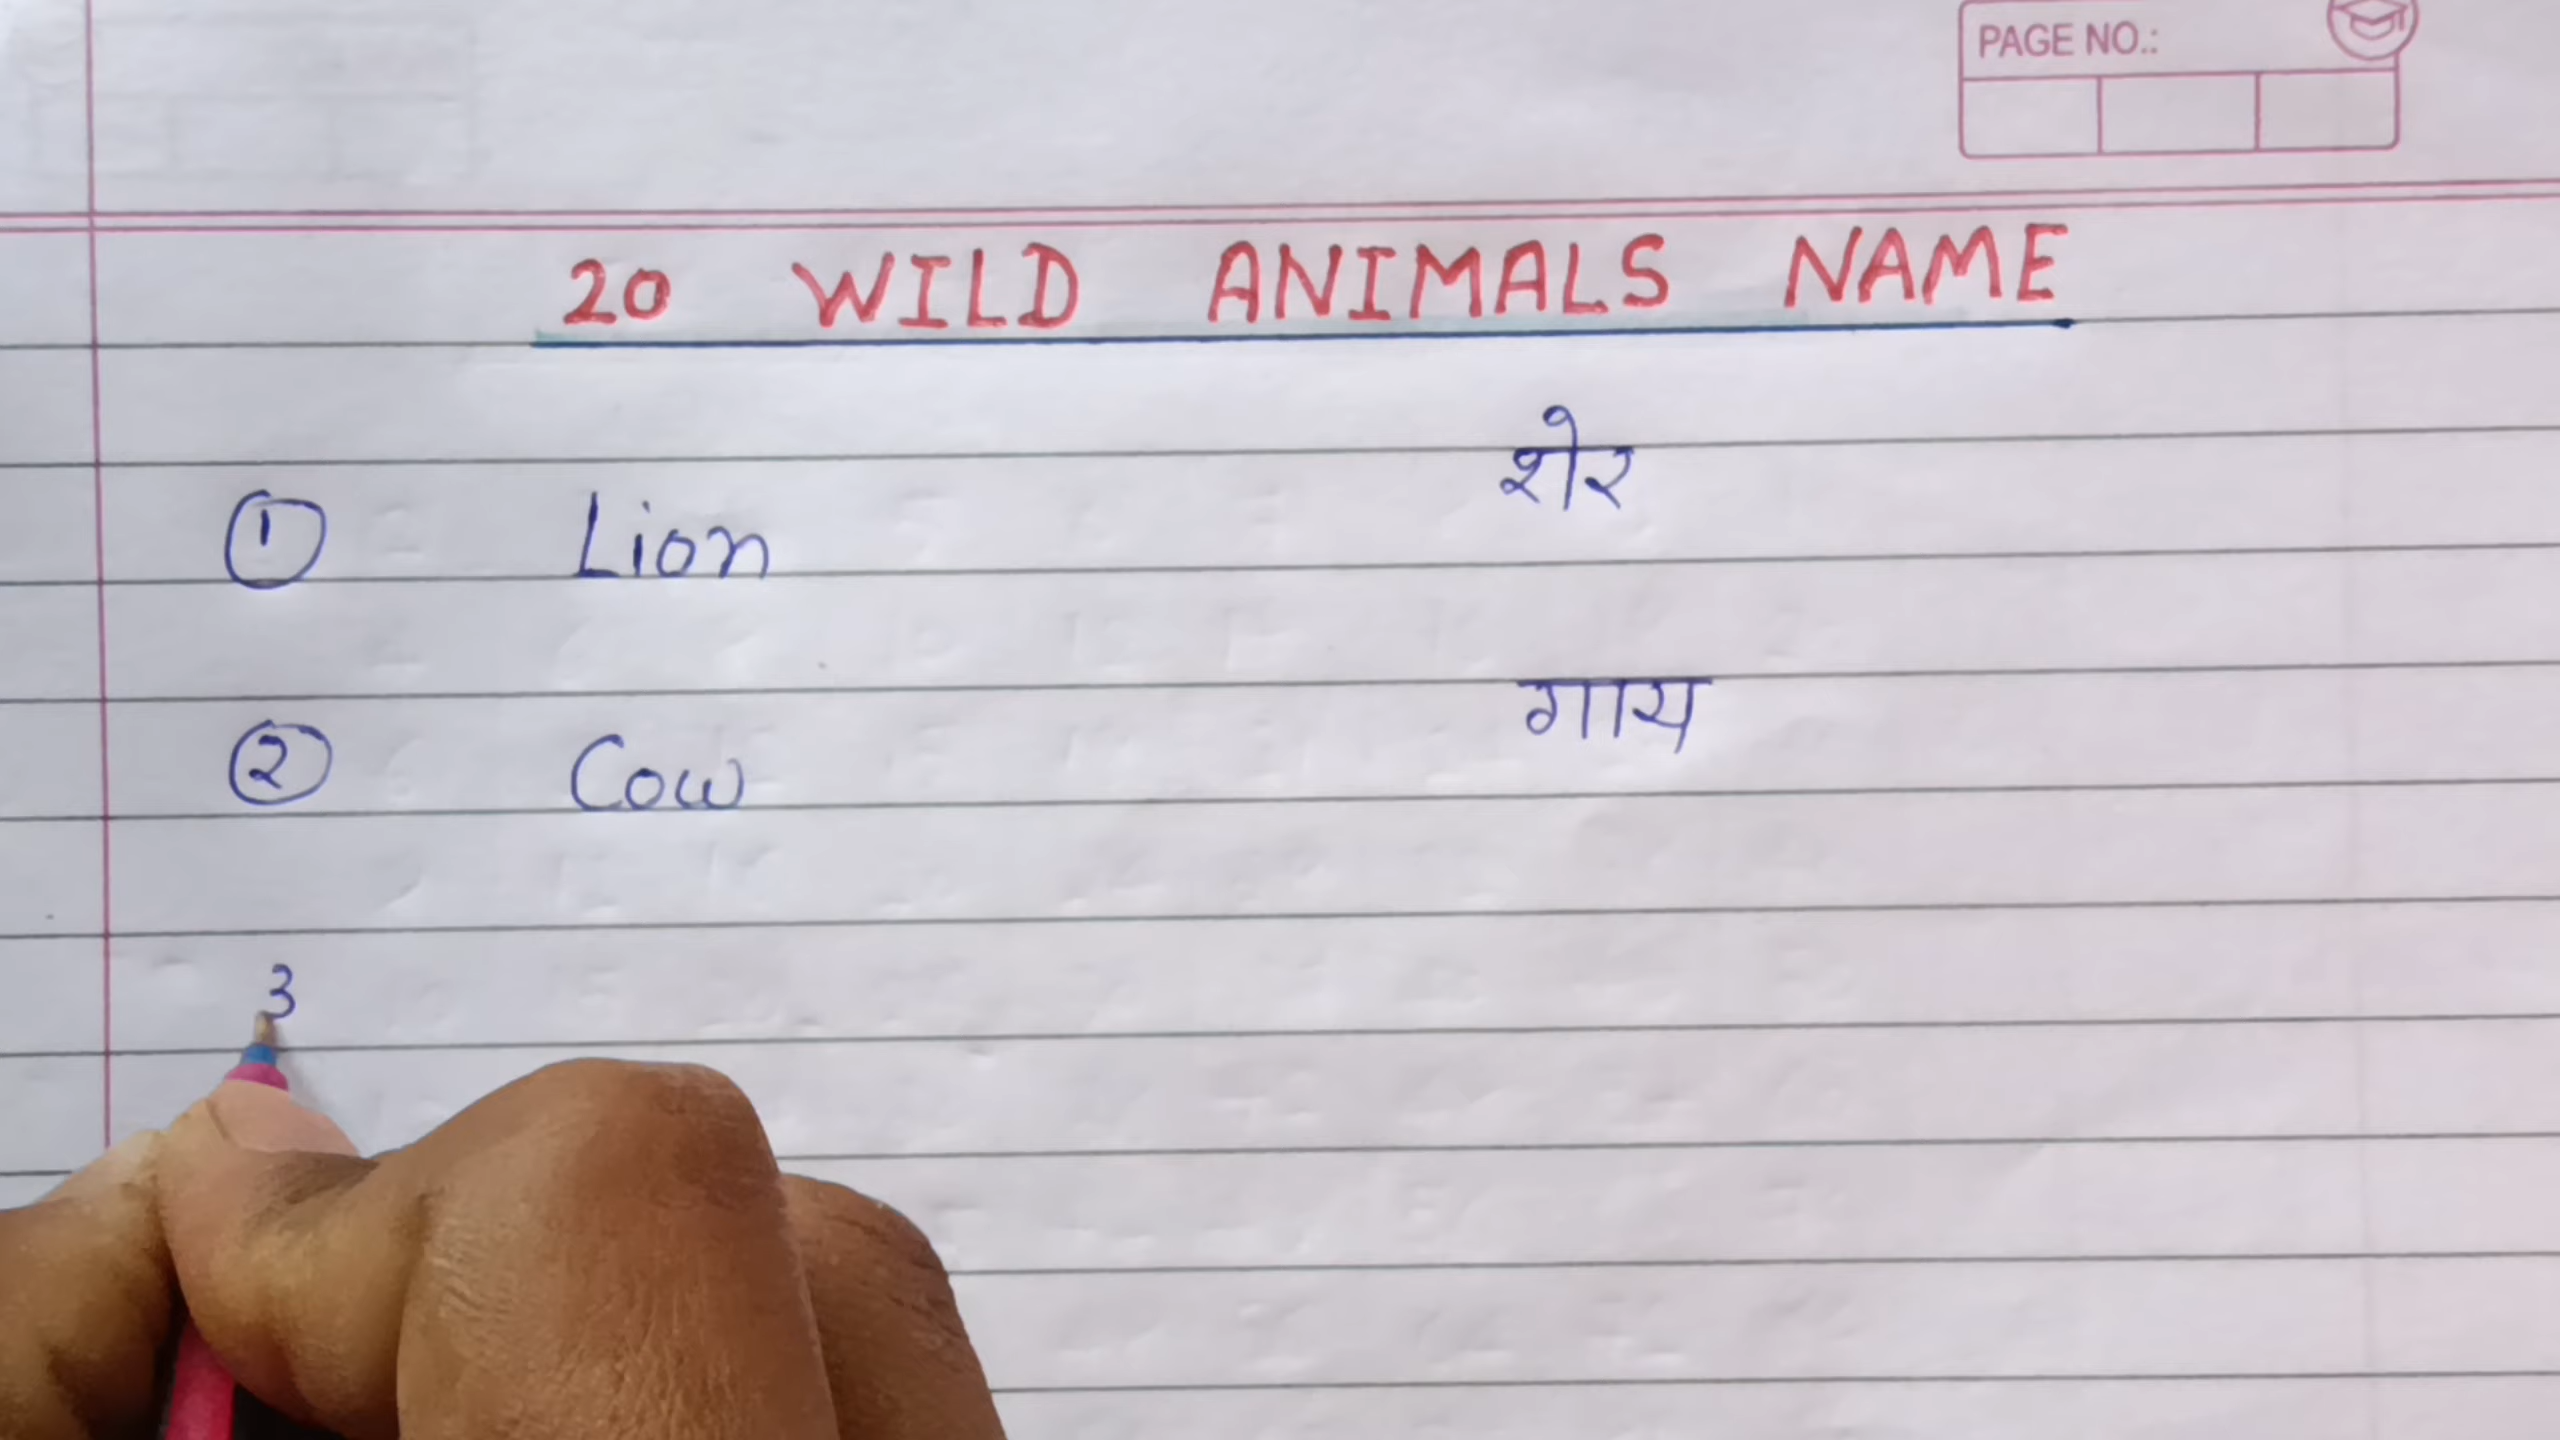 PAGE NO.:
20 WILD ANIMALS NAME
1 Lion शेर
2 Cow गाय
3